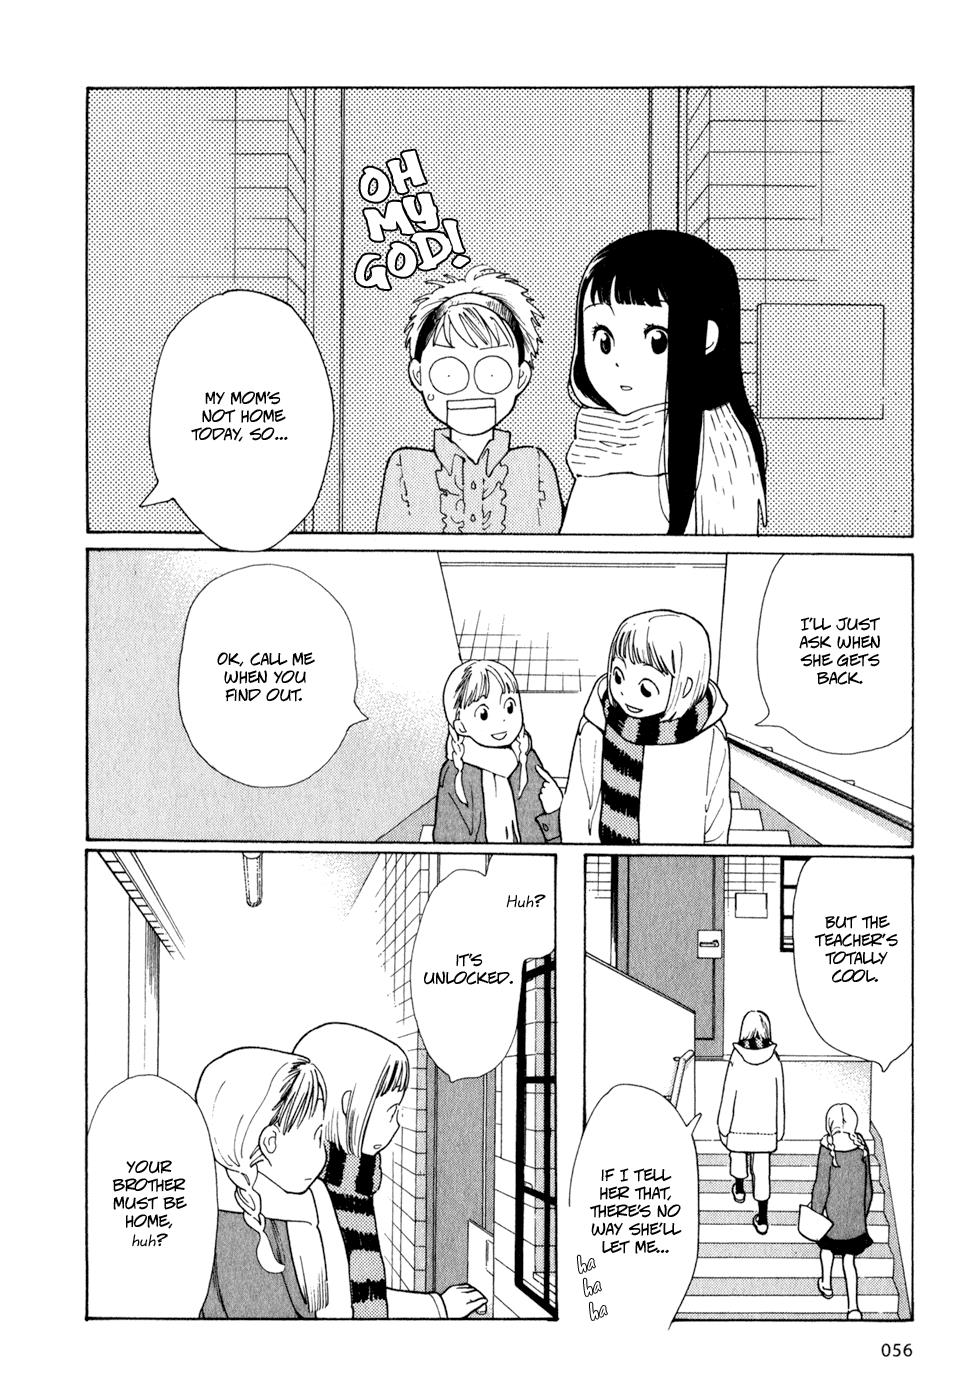 OH
MY
GOD!
MY MOM'S
NOT HOME
TODAY, SO...
I'LL JUST
ASK WHEN
SHE GETS
BACK.
OK, CALL ME
WHEN YOU
FIND OUT.
BUT THE
TEACHER'S
TOTALLY
COOL.
IF I TELL
HER THAT,
THERE'S NO
WAY SHE'LL
LET ME...
ha
ha
ha
Huh?
IT'S
UNLOCKED.
YOUR
BROTHER
MUST BE
HOME,
huh?
056